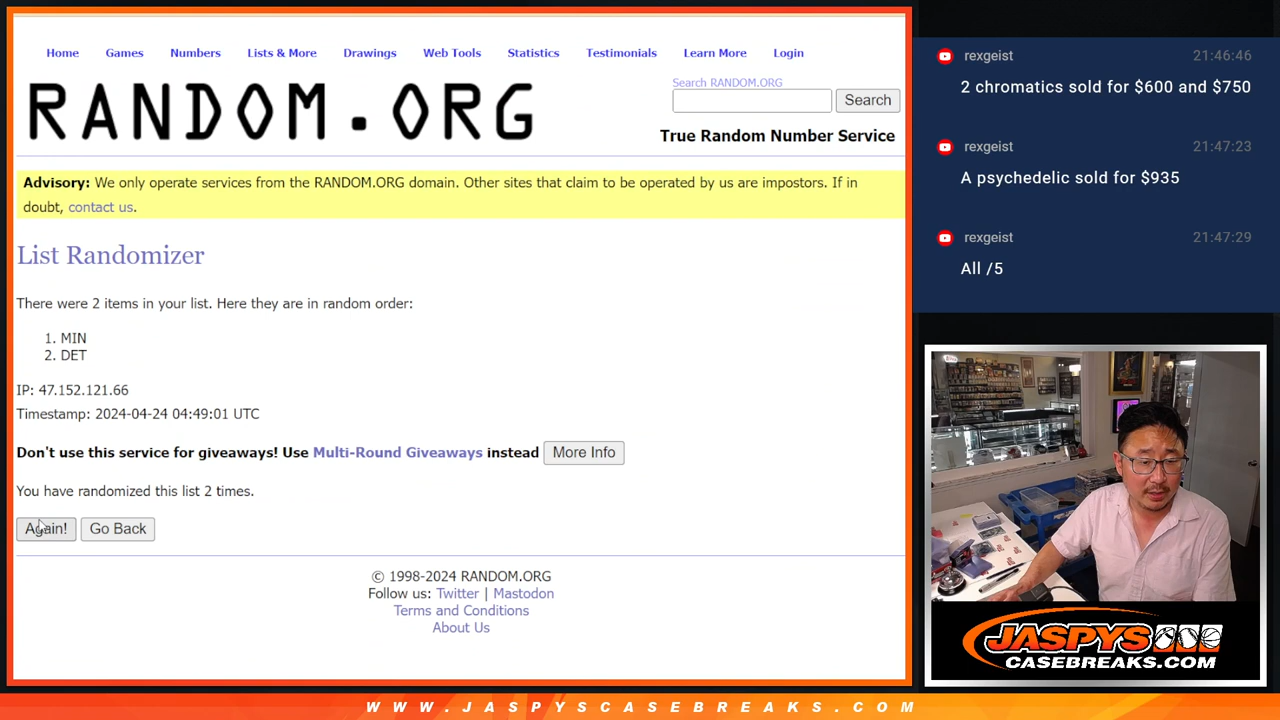 Home Games Numbers Lists & More Drawings Web Tools Statistics Testimonials Learn More Login
RANDOM.ORG
Search RANDOM.ORG
Search
True Random Number Service
Advisory: We only operate services from the RANDOM.ORG domain. Other sites that claim to be operated by us are impostors. If in
doubt, contact us.
List Randomizer
There were 2 items in your list. Here they are in random order:
1. MIN
2. DET
IP: 47.152.121.66
Timestamp: 2024-04-24 04:49:01 UTC
Don't use this service for giveaways! Use Multi-Round Giveaways instead More Info
You have randomized this list 2 times.
Again! Go Back
© 1998-2024 RANDOM.ORG
Follow us: Twitter | Mastodon
Terms and Conditions
About Us
rexgeist 21:46:46
2 chromatics sold for $600 and $750
rexgeist 21:47:23
A psychedelic sold for $935
rexgeist 21:47:29
All /5
JASPYS
CASEBREAKS.COM
WWW.JASPYSCASEBREAKS.COM